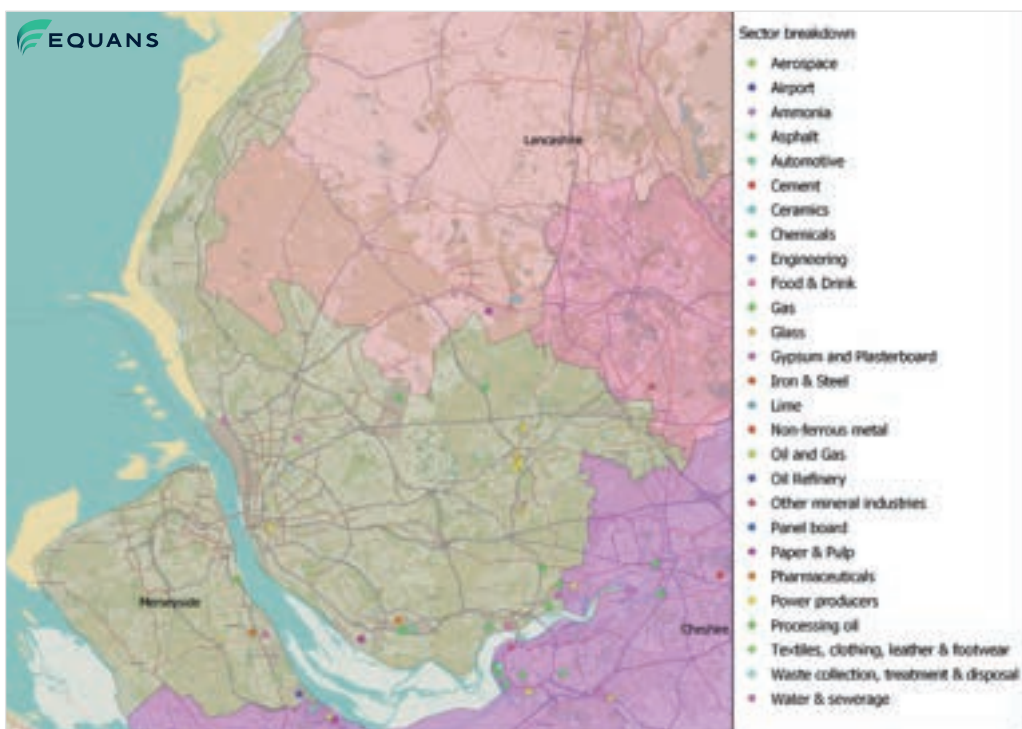 EQUANS
Sector breakdown
Aerospace
Airport
Ammonia
Asphalt
Automotive
Cement
Ceramics
Chemicals
Engineering
Food & Drink
Gas
Glass
Gypsum and Plasterboard
Iron & Steel
Lime
Non-ferrous metal
Oil and Gas
Oil Refinery
Other mineral industries
Panel board
Paper & Pulp
Pharmaceuticals
Power producers
Processing oil
Textiles, clothing, leather & footwear
Waste collection, treatment & disposal
Water & sewerage
Lancashire
Merseyside
Cheshire